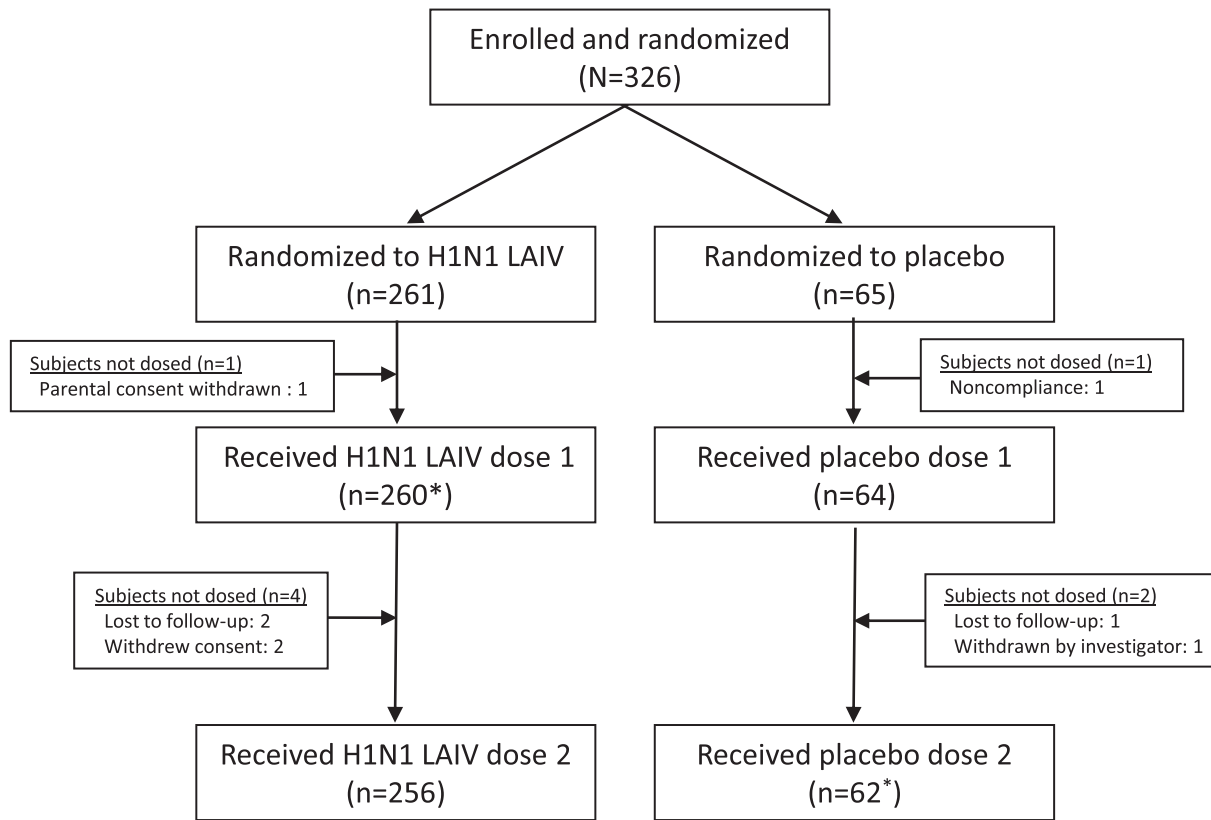 Enrolled and randomized
(N=326)
Randomized to H1N1 LAIV
(n=261)
Randomized to placebo
(n=65)
Subjects not dosed (n=1)
Parental consent withdrawn : 1
Subjects not dosed (n=1)
Noncompliance: 1
Received H1N1 LAIV dose 1
(n=260*)
Received placebo dose 1
(n=64)
Subjects not dosed (n=4)
Lost to follow-up: 2
Withdrew consent: 2
Subjects not dosed (n=2)
Lost to follow-up: 1
Withdrawn by investigator: 1
Received H1N1 LAIV dose 2
(n=256)
Received placebo dose 2
(n=62*)